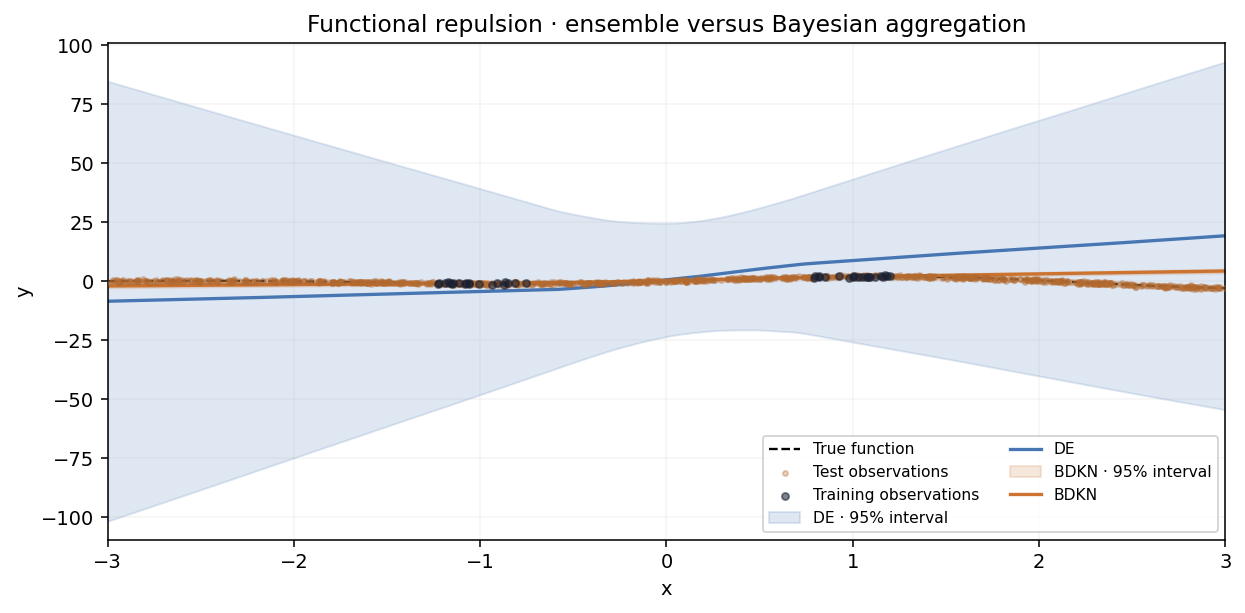 Functional repulsion · ensemble versus Bayesian aggregation
100
75
50
25
0
−25
−50
−75
−100
y
True function
Test observations
Training observations
DE · 95% interval
DE
BDKN · 95% interval
BDKN
−3
−2
−1
0
1
2
3
x